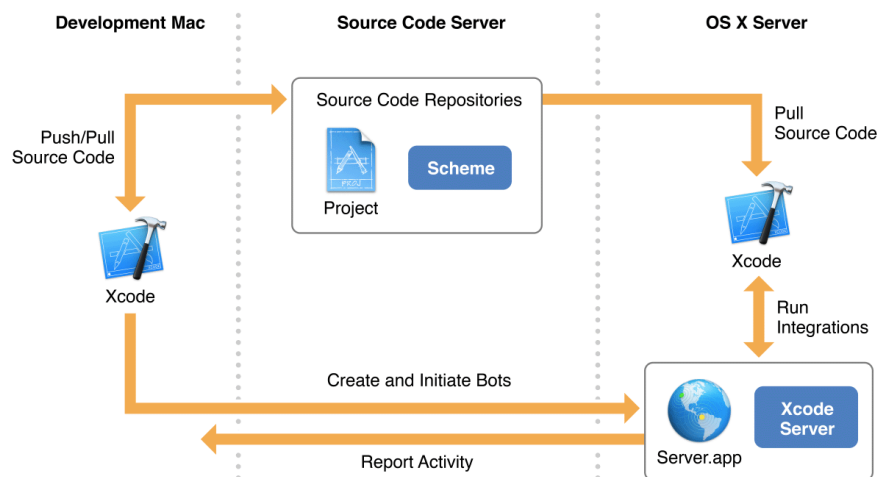 Development Mac
Source Code Server
OS X Server
Source Code Repositories
Push/Pull
Source Code
Scheme
Project
Pull
Source Code
Xcode
Xcode
Run
Integrations
Create and Initiate Bots
Xcode
Server
Server.app
Report Activity